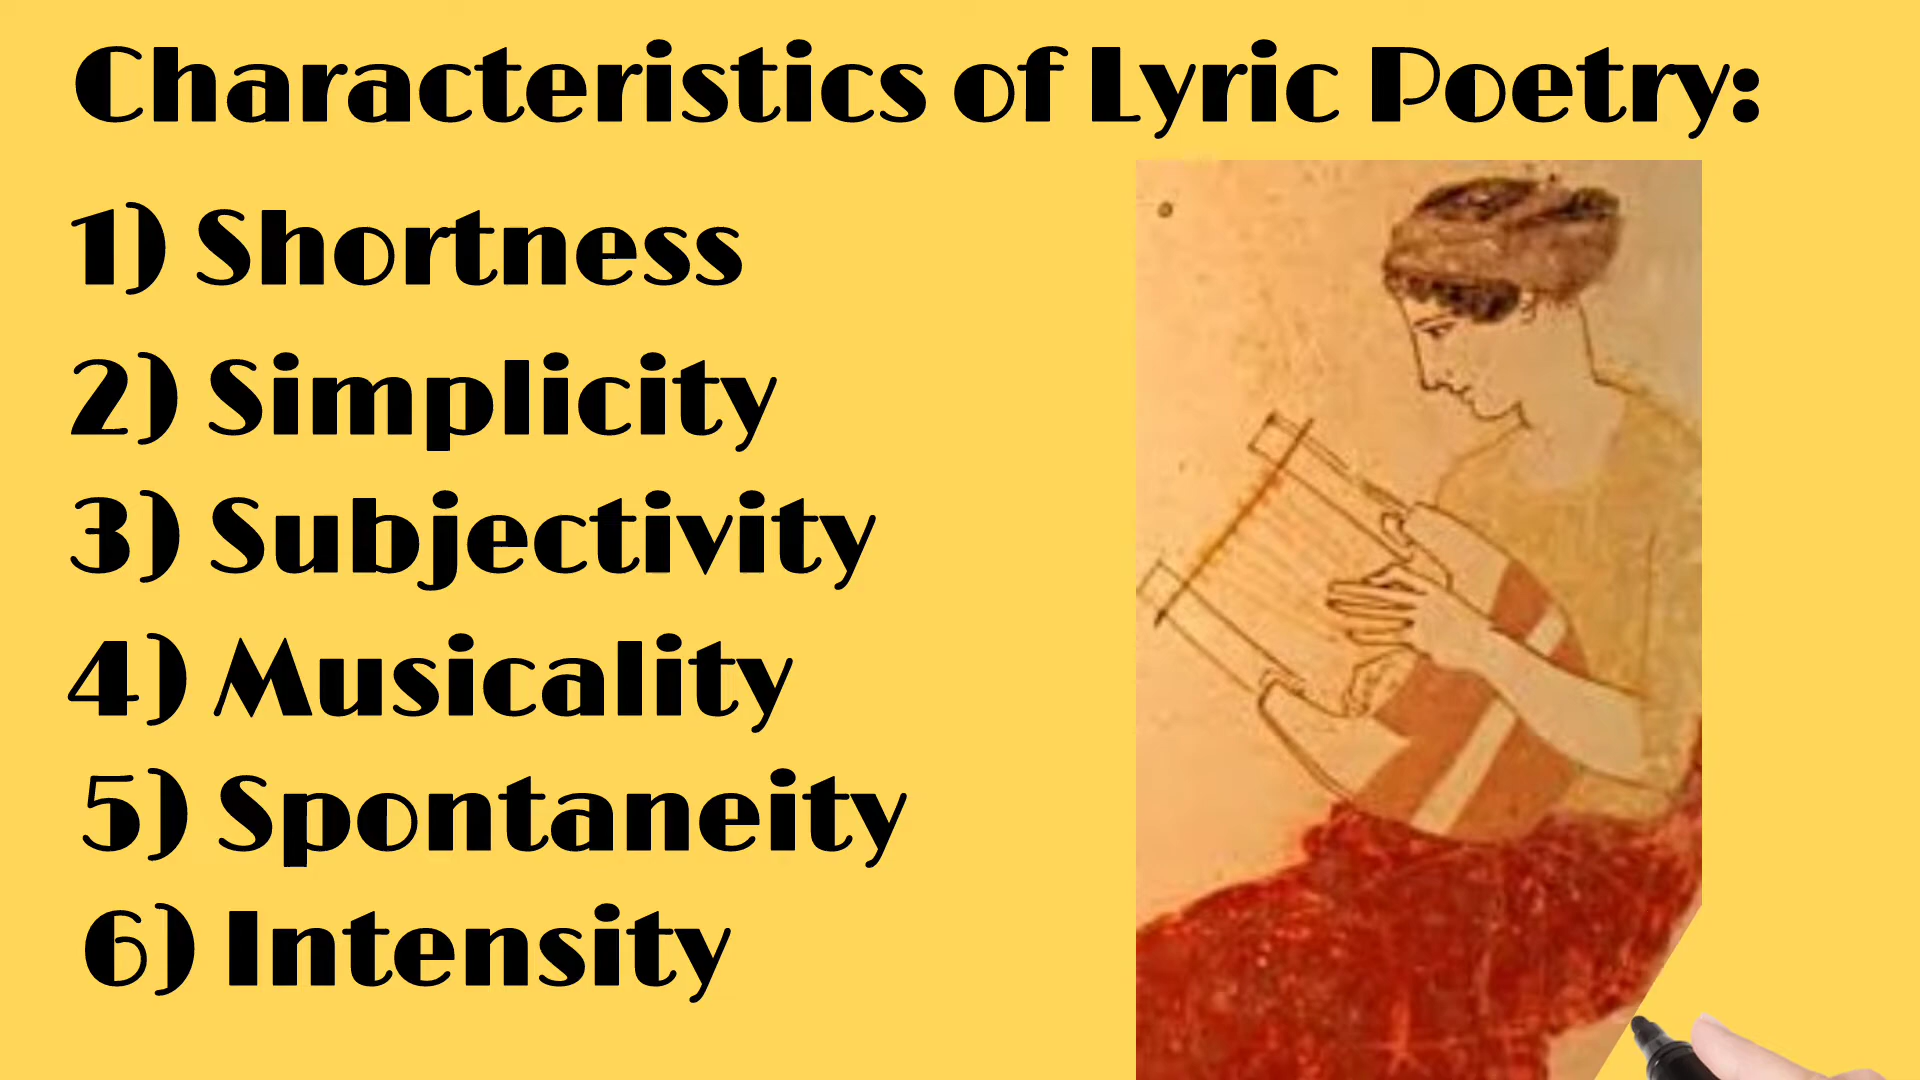 Characteristics of Lyric Poetry:
1) Shortness
2) Simplicity
3) Subjectivity
4) Musicality
5) Spontaneity
6) Intensity